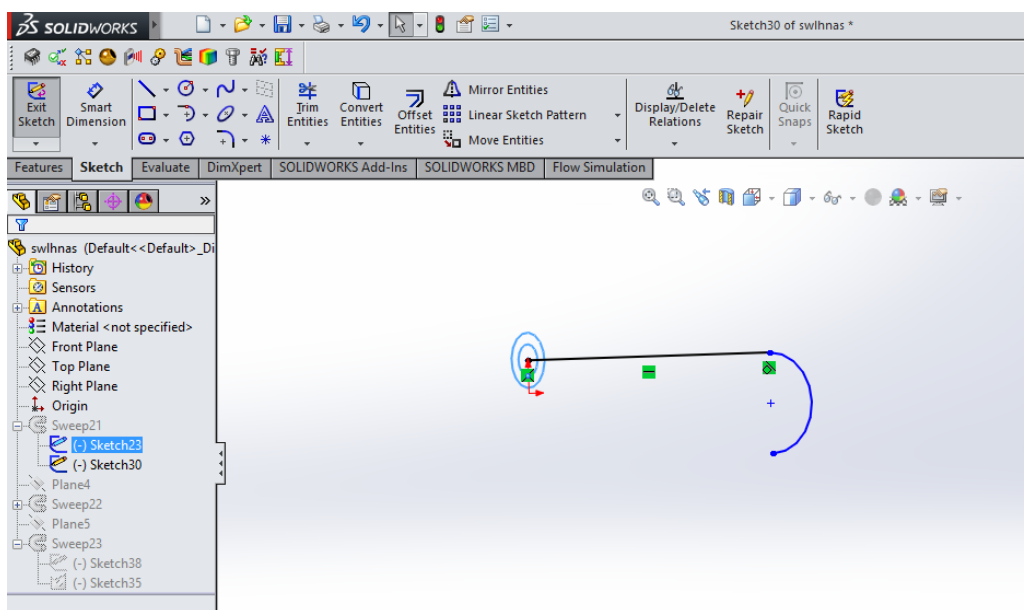 SOLIDWORKS
Sketch30 of swlhnas *
Exit Sketch
Smart Dimension
Trim Entities
Convert Entities
Offset Entities
Mirror Entities
Linear Sketch Pattern
Move Entities
Display/Delete Relations
Repair Sketch
Quick Snaps
Rapid Sketch
Features Sketch Evaluate DimXpert SOLIDWORKS Add-Ins SOLIDWORKS MBD Flow Simulation
»
swlhnas (Default<<Default>_Di
History
Sensors
A Annotations
Material <not specified>
Front Plane
Top Plane
Right Plane
Origin
Sweep21
(-) Sketch23
(-) Sketch30
Plane4
Sweep22
Plane5
Sweep23
(-) Sketch38
(-) Sketch35